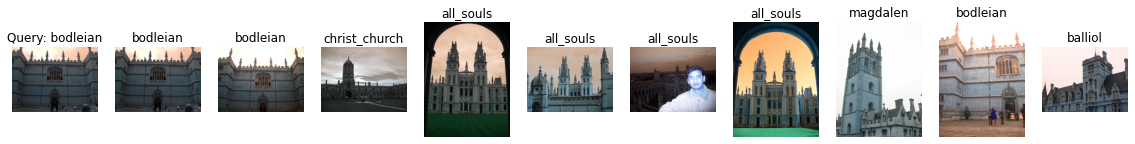 Query: bodleian
bodleian
bodleian
christ_church
all_souls
all_souls
all_souls
all_souls
magdalen
bodleian
balliol